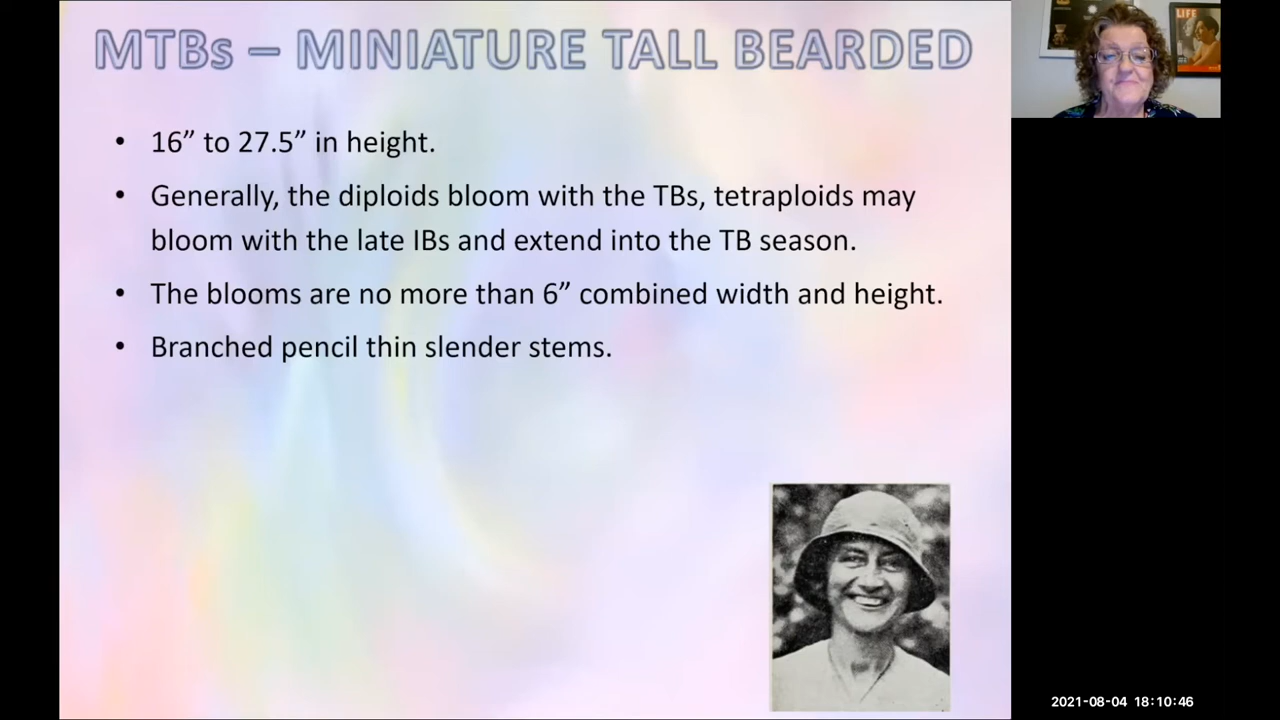 MTBs – MINIATURE TALL BEARDED
• 16” to 27.5” in height.
• Generally, the diploids bloom with the TBs, tetraploids may
bloom with the late IBs and extend into the TB season.
• The blooms are no more than 6” combined width and height.
• Branched pencil thin slender stems.
LIFE
2021-08-04 18:10:46